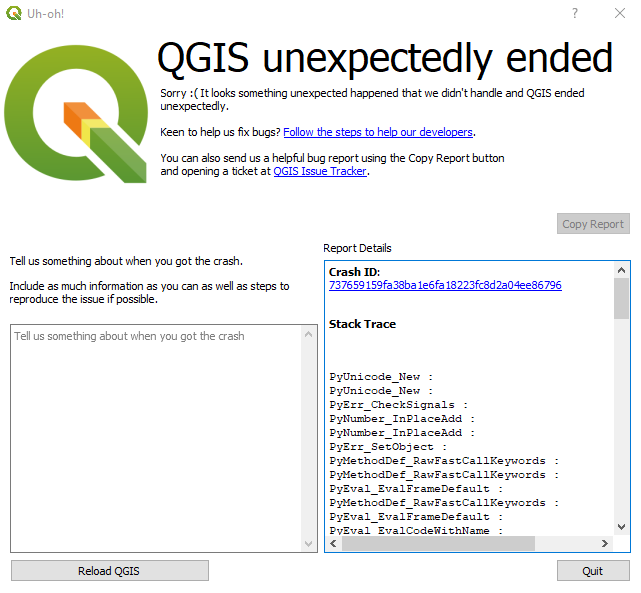 Uh-oh!
?
QGIS unexpectedly ended
Sorry :( It looks something unexpected happened that we didn't handle and QGIS ended
unexpectedly.
Keen to help us fix bugs? Follow the steps to help our developers.
You can also send us a helpful bug report using the Copy Report button
and opening a ticket at QGIS Issue Tracker.
Copy Report
Tell us something about when you got the crash.
Include as much information as you can as well as steps to
reproduce the issue if possible.
Tell us something about when you got the crash
Report Details
Crash ID:
737659159fa38ba1e6fa18223fc8d2a04ee86796
Stack Trace
PyUnicode_New :
PyUnicode_New :
PyErr_CheckSignals :
PyNumber_InPlaceAdd :
PyNumber_InPlaceAdd :
PyErr_SetObject :
PyMethodDef_RawFastCallKeywords :
PyMethodDef_RawFastCallKeywords :
PyEval_EvalFrameDefault :
PyMethodDef_RawFastCallKeywords :
PyEval_EvalFrameDefault :
PyEval_EvalCodeWithName :
Reload QGIS
Quit